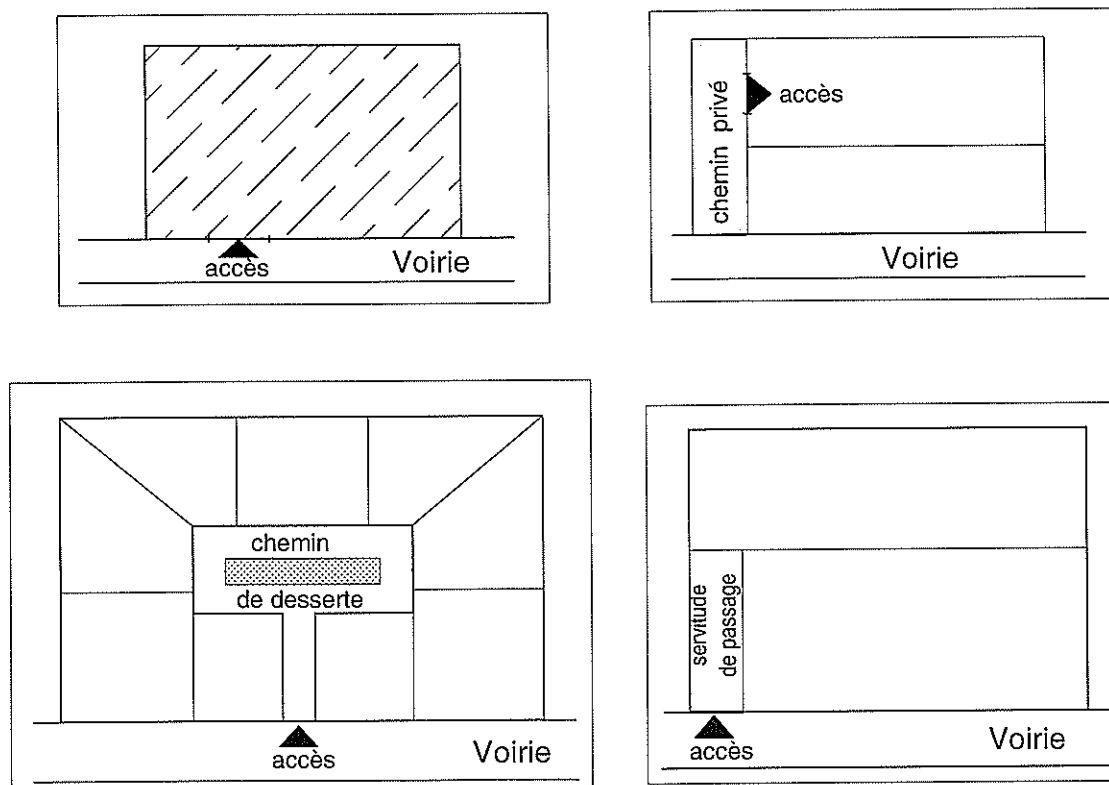 accès
Voirie
chemin privé
accès
Voirie
chemin
de desserte
accès
Voirie
servitude
de passage
accès
Voirie